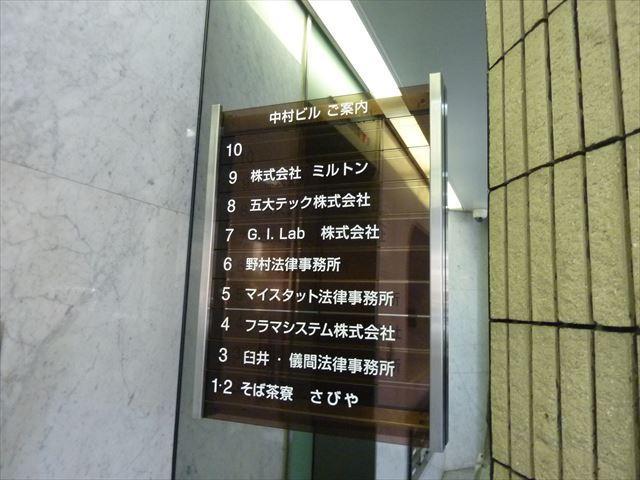 中村ビル ご案内
10
9 株式会社 ミルトン
8 五大テック株式会社
7 G. I. Lab 株式会社
6 野村法律事務所
5 マイスタット法律事務所
4 フラマシステム株式会社
3 臼井・儀間法律事務所
1·2 そば茶寮 さびや